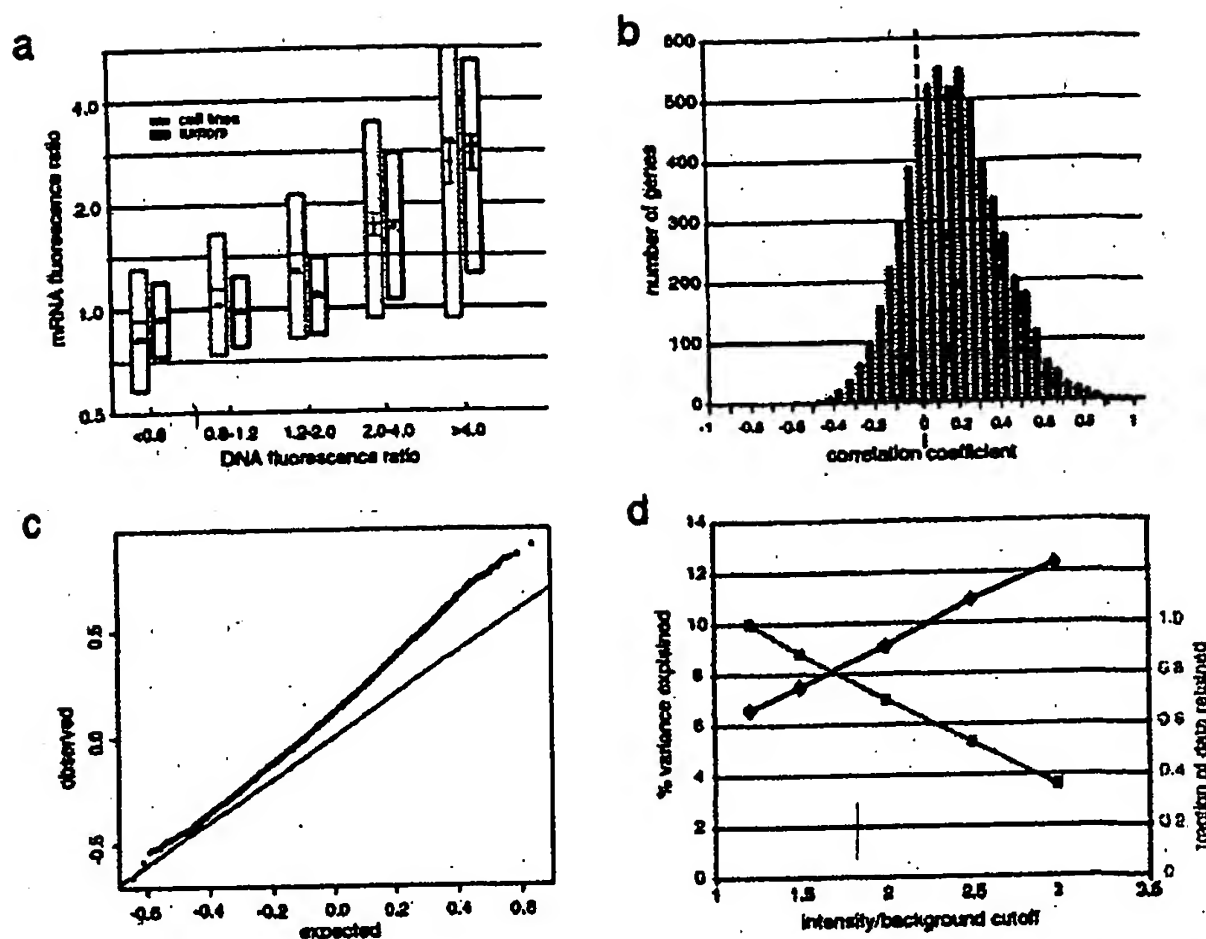 a
4.0
2.0
1.0
0.5
mRNA fluorescence ratio
cell lines
tumors
<0.8 0.8-1.2 1.2-2.0 2.0-4.0 >4.0
DNA fluorescence ratio
b
600
500
400
300
200
100
0
number of genes
-1 -0.8 -0.6 -0.4 -0.2 0 0.2 0.4 0.6 0.8 1
correlation coefficient
c
0.5
0.0
-0.5
observed
-0.6 -0.4 -0.2 0.0 0.2 0.4 0.6
expected
d
14
12
10
8
6
4
2
0
% variance explained
1.0
0.8
0.6
0.4
0.2
0
fraction of data retained
1 1.5 2 2.5 3 3.5
intensity/background cutoff